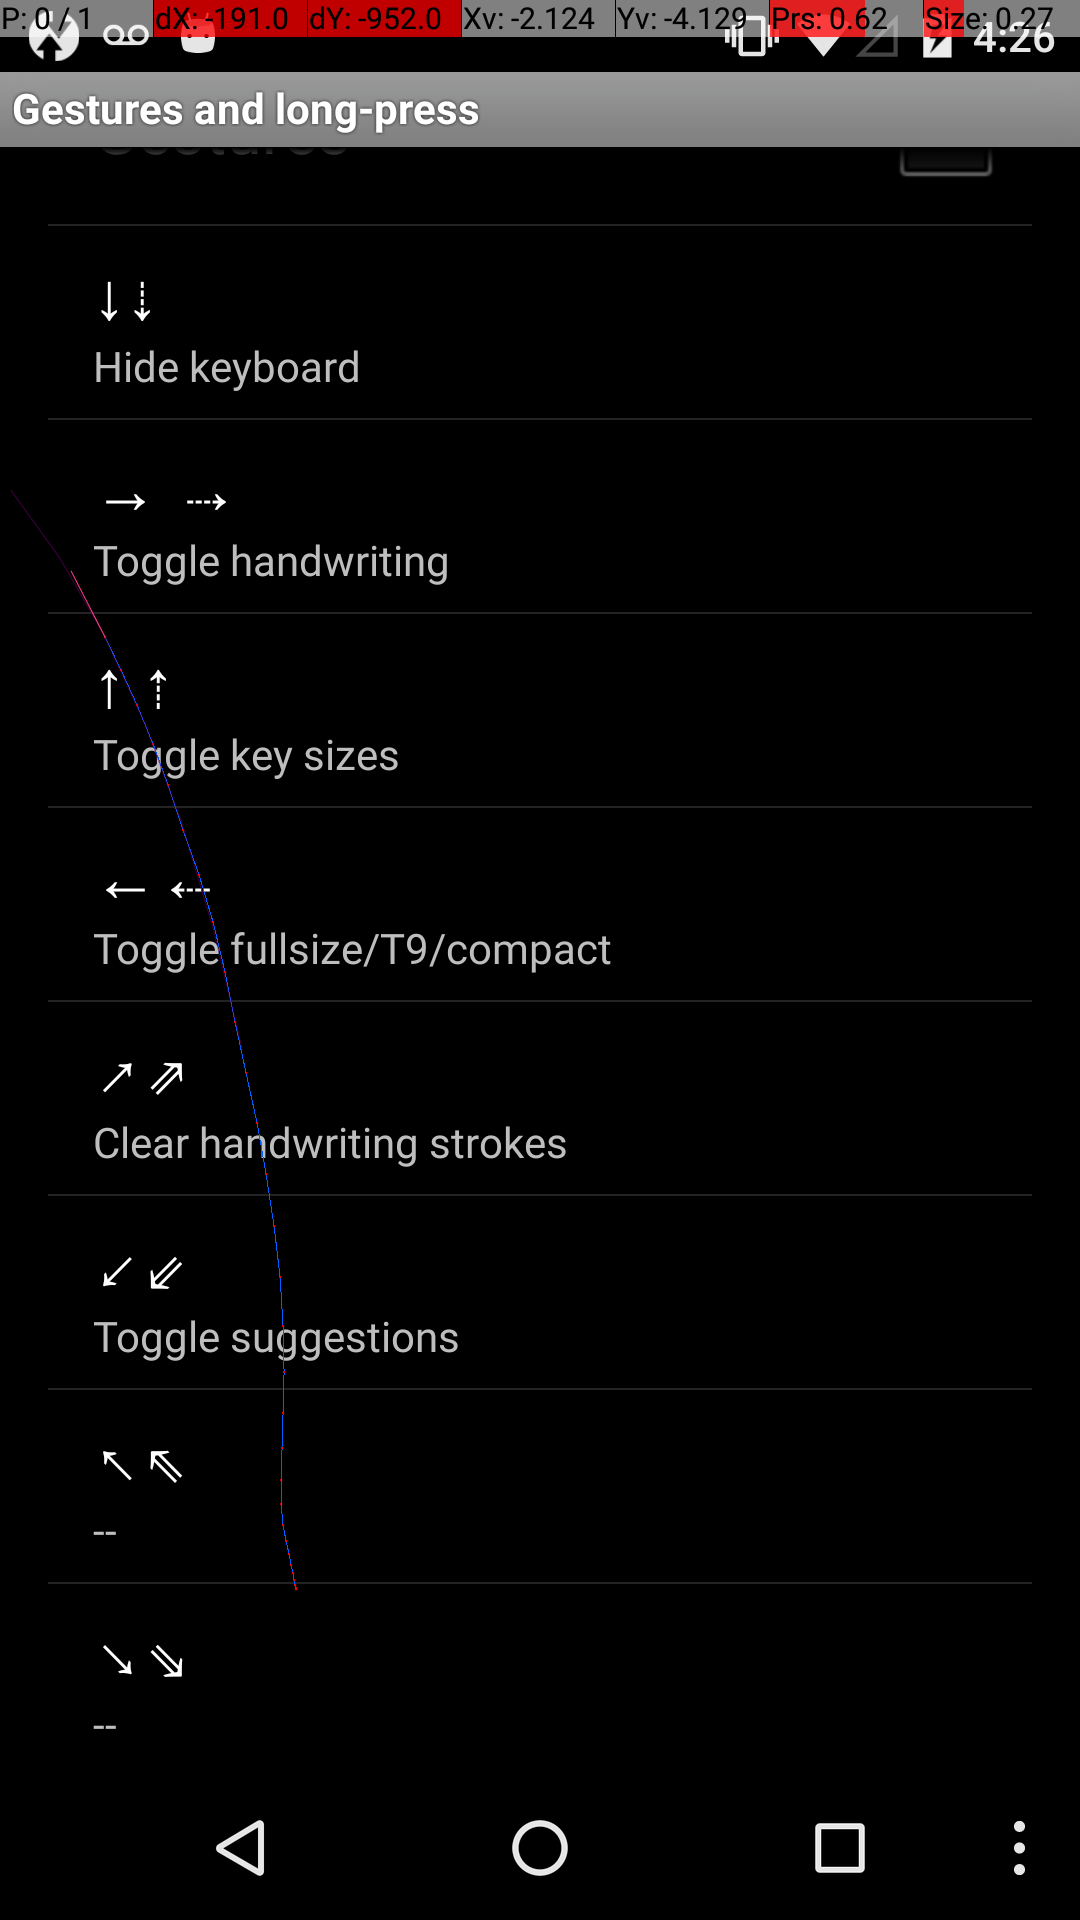 P: 0 / 1 dX: -191.0 dY: -952.0 Xv: -2.124 Yv: -4.129 Prs: 0.62 Size: 0.27
4:26
Gestures and long-press
Gestures
↓ ⇣
Hide keyboard
→ ⇢
Toggle handwriting
↑ ⇡
Toggle key sizes
← ⇠
Toggle fullsize/T9/compact
↗ ⇗
Clear handwriting strokes
↙ ⇙
Toggle suggestions
↖ ⇖
--
↘ ⇘
--